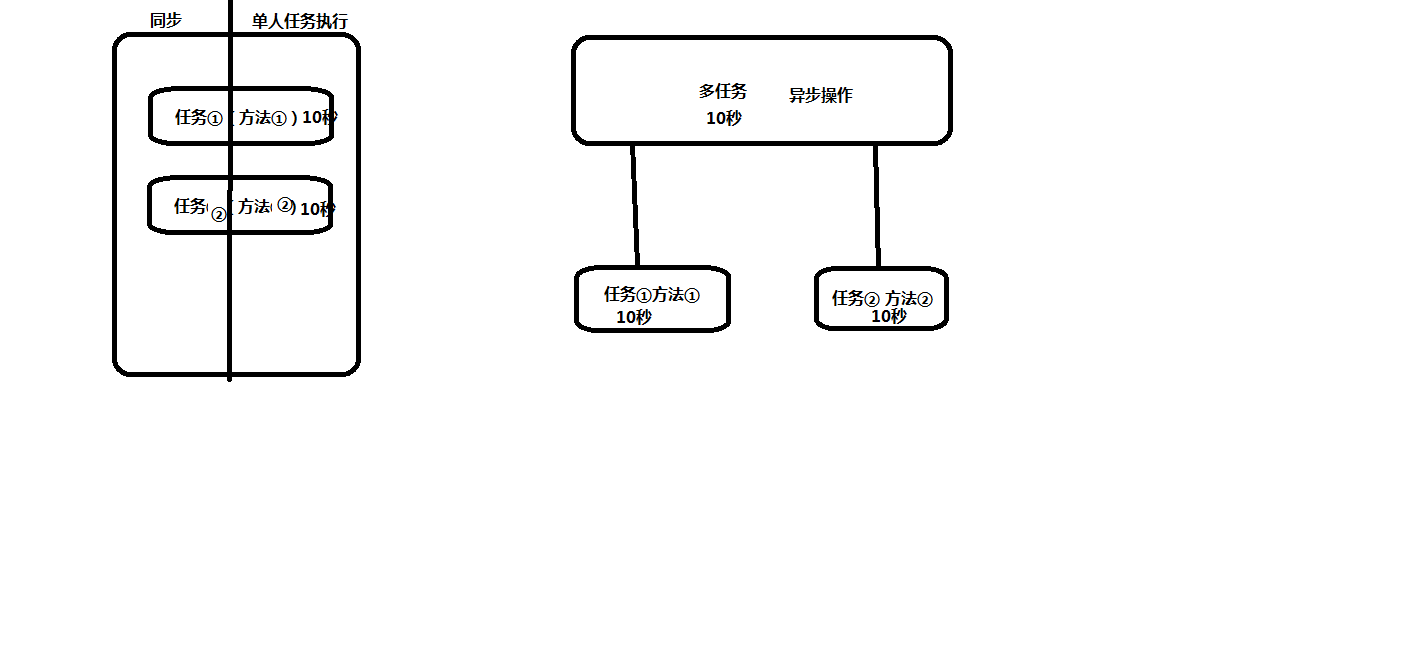 同步 单人任务执行
任务①（方法①）10秒
任务②（方法②）10秒
多任务 异步操作
10秒
任务①方法①
10秒
任务② 方法②
10秒